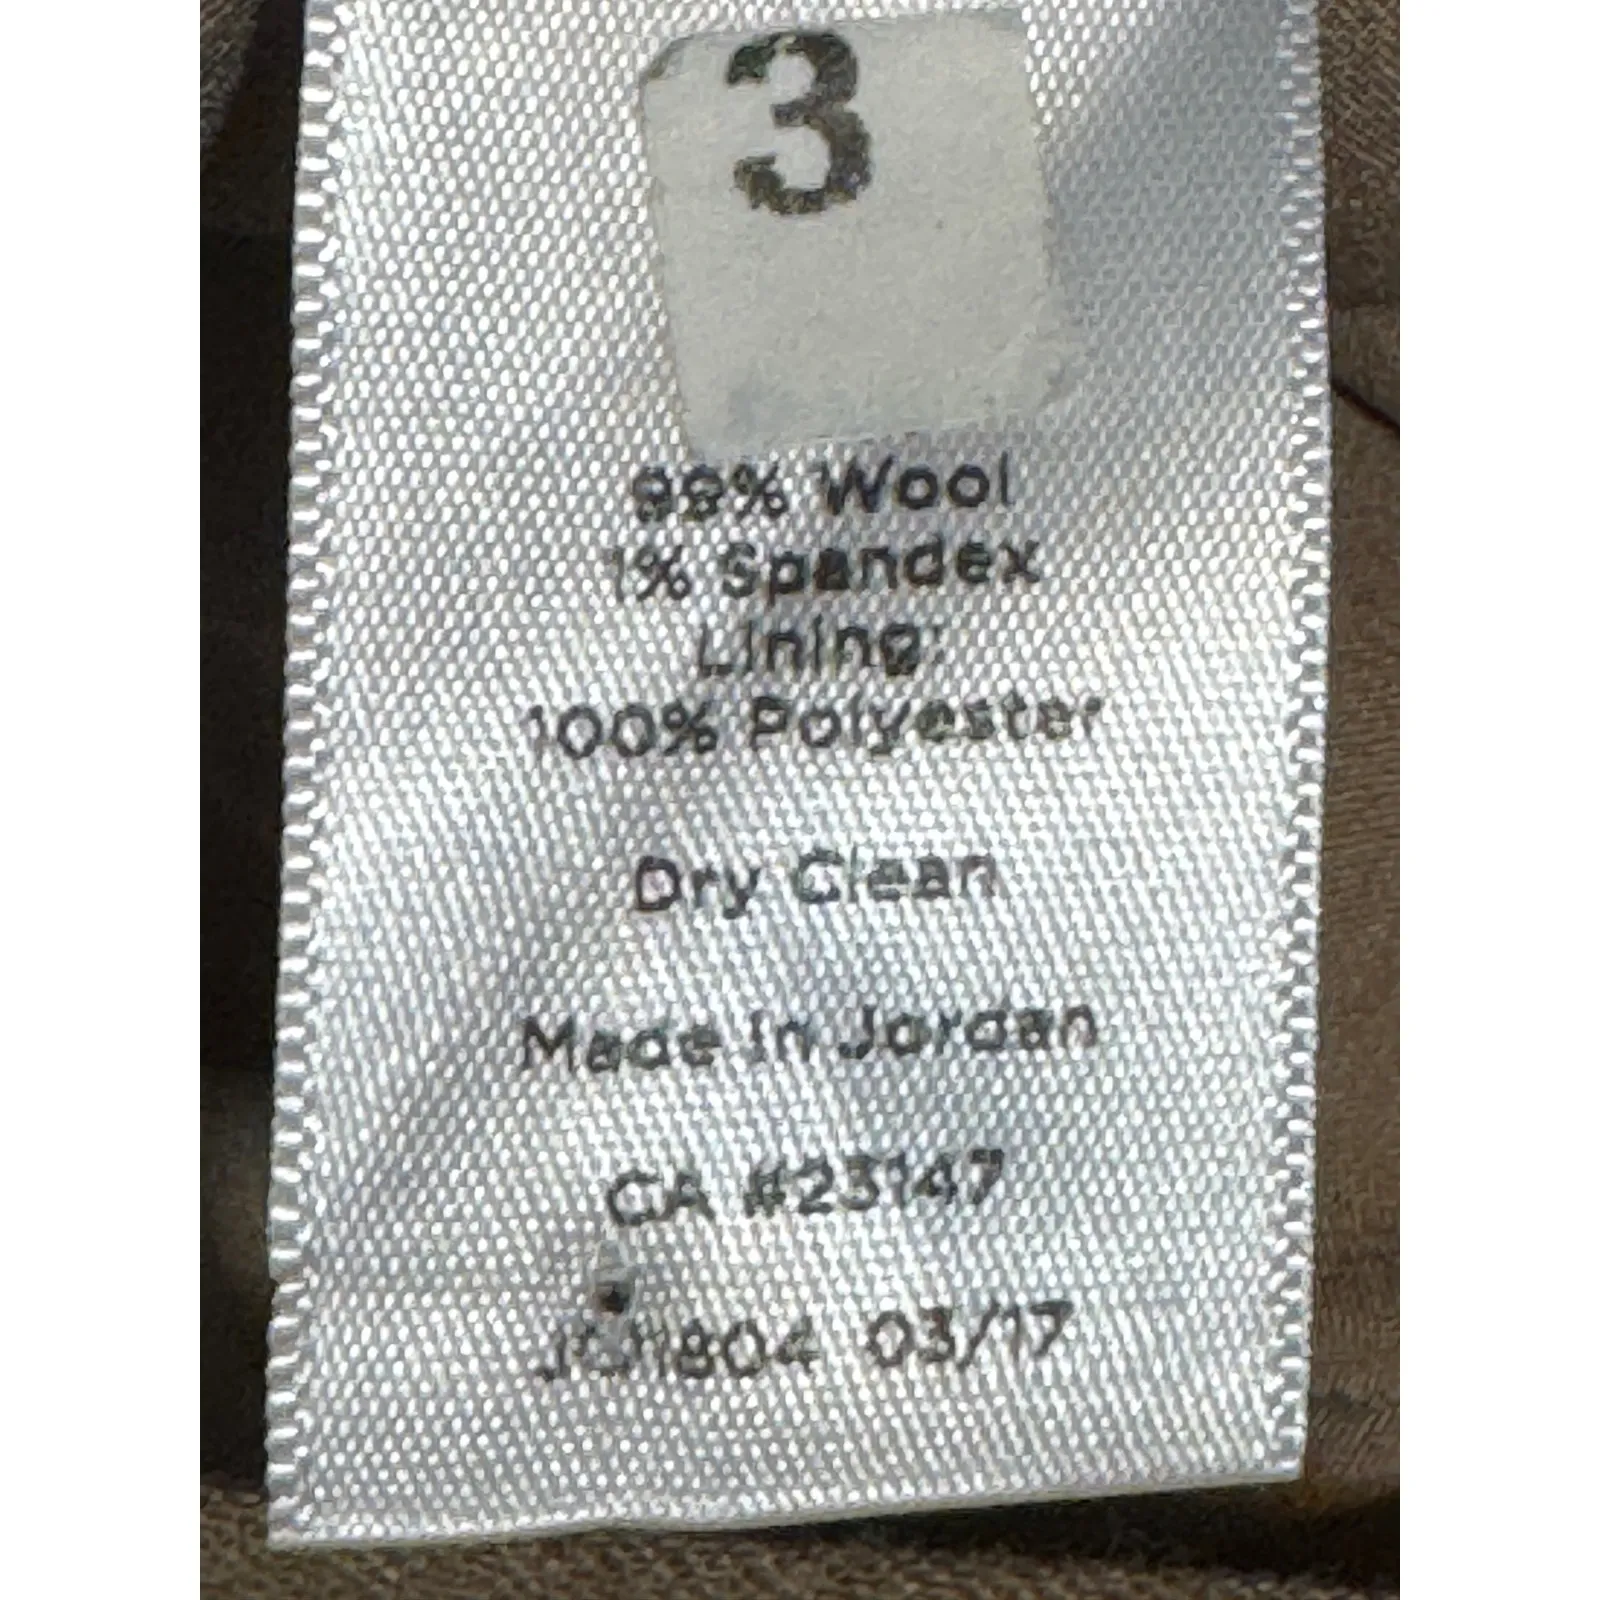 3
99% Wool
1% Spandex
Lining:
100% Polyester
Dry Clean
Made In Jordan
CA #23147
03/17